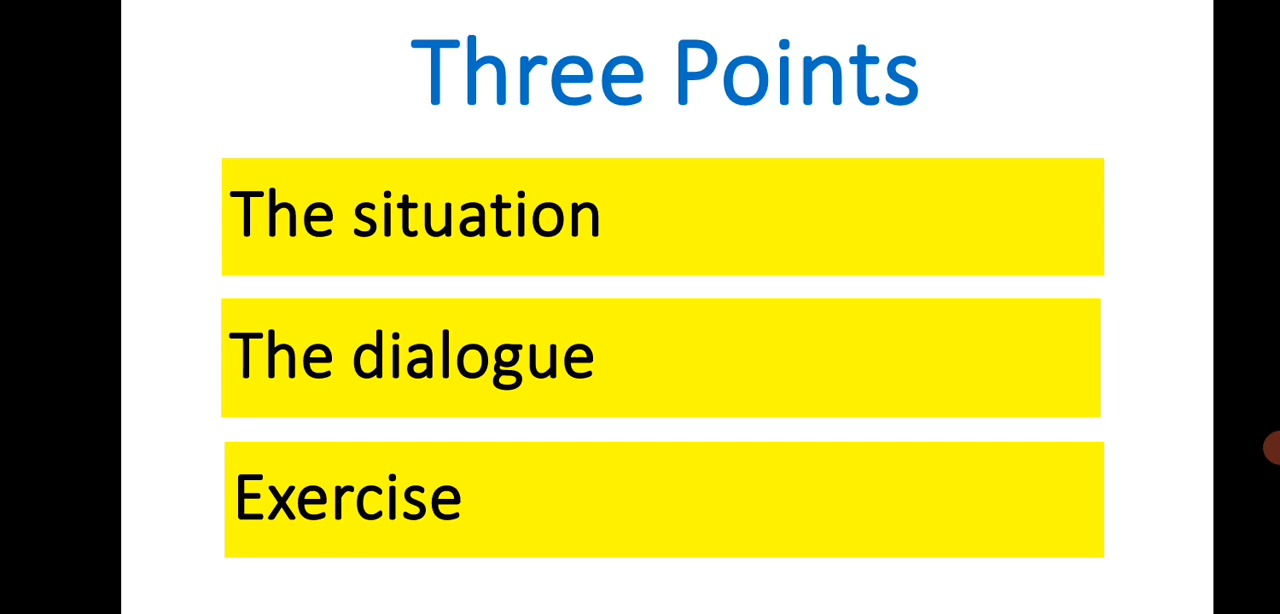 Three Points
The situation
The dialogue
Exercise